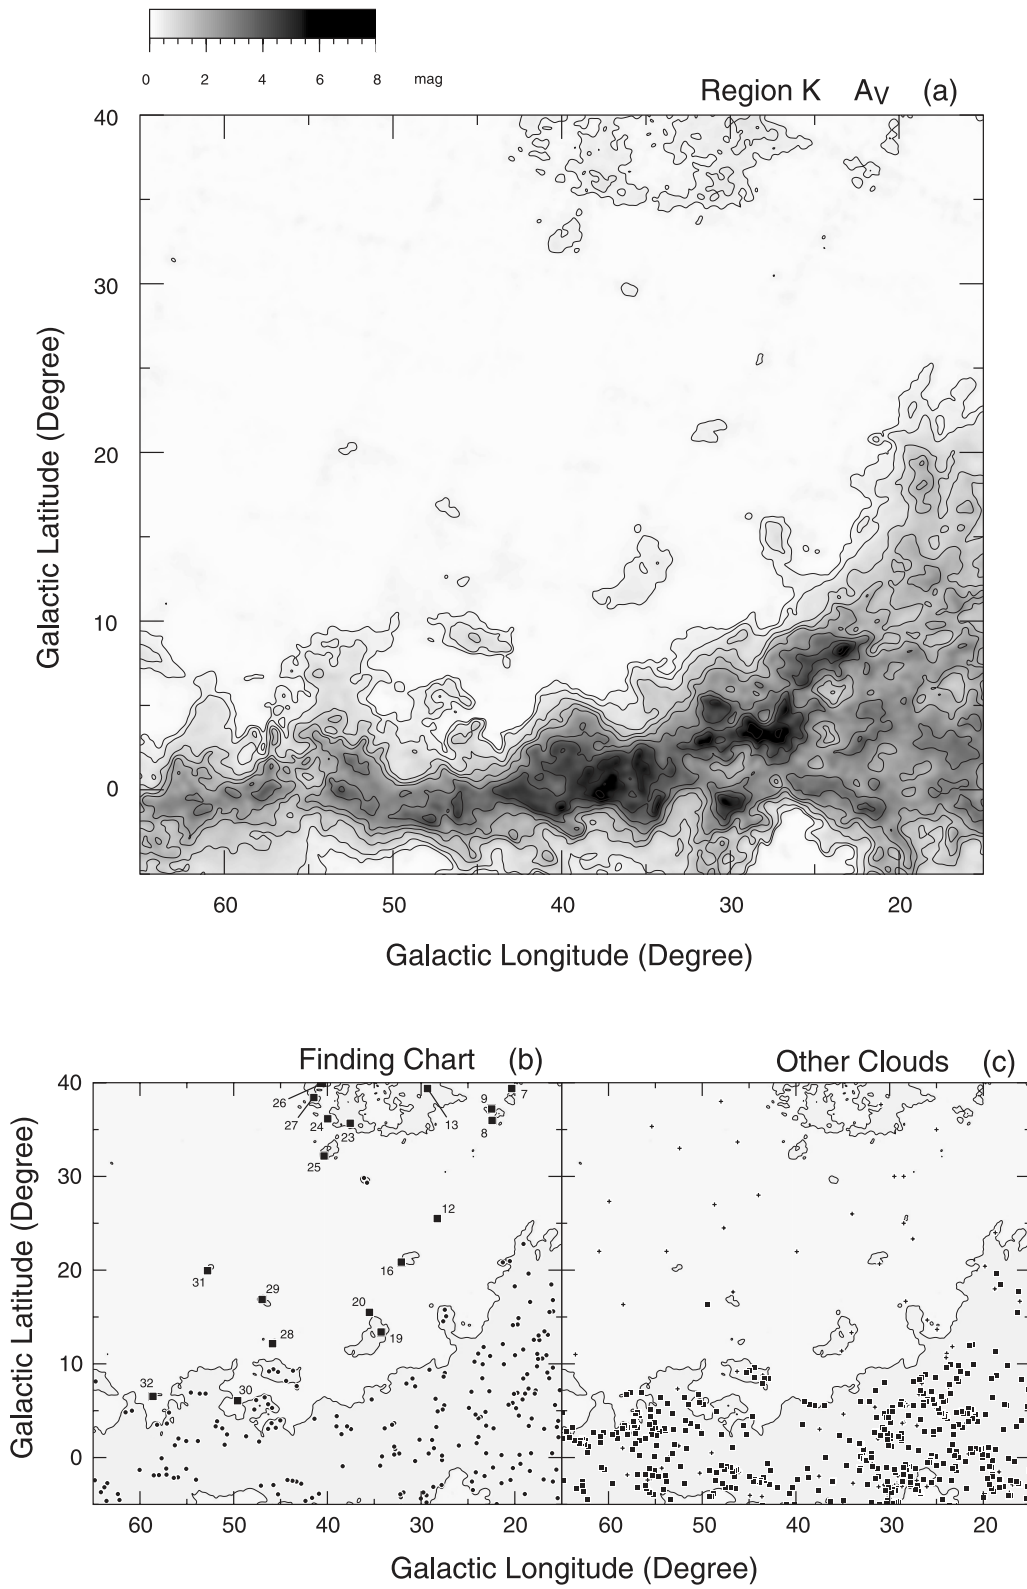 0 2 4 6 8 mag
Region K AV (a)
40
30
20
10
0
Galactic Latitude (Degree)
60 50 40 30 20
Galactic Longitude (Degree)
Finding Chart (b)
Other Clouds (c)
40
30
20
10
0
Galactic Latitude (Degree)
26
27
24
23
25
13
9
7
8
12
16
31
29
20
28
19
32
30
60 50 40 30 20
60 50 40 30 20
Galactic Longitude (Degree)